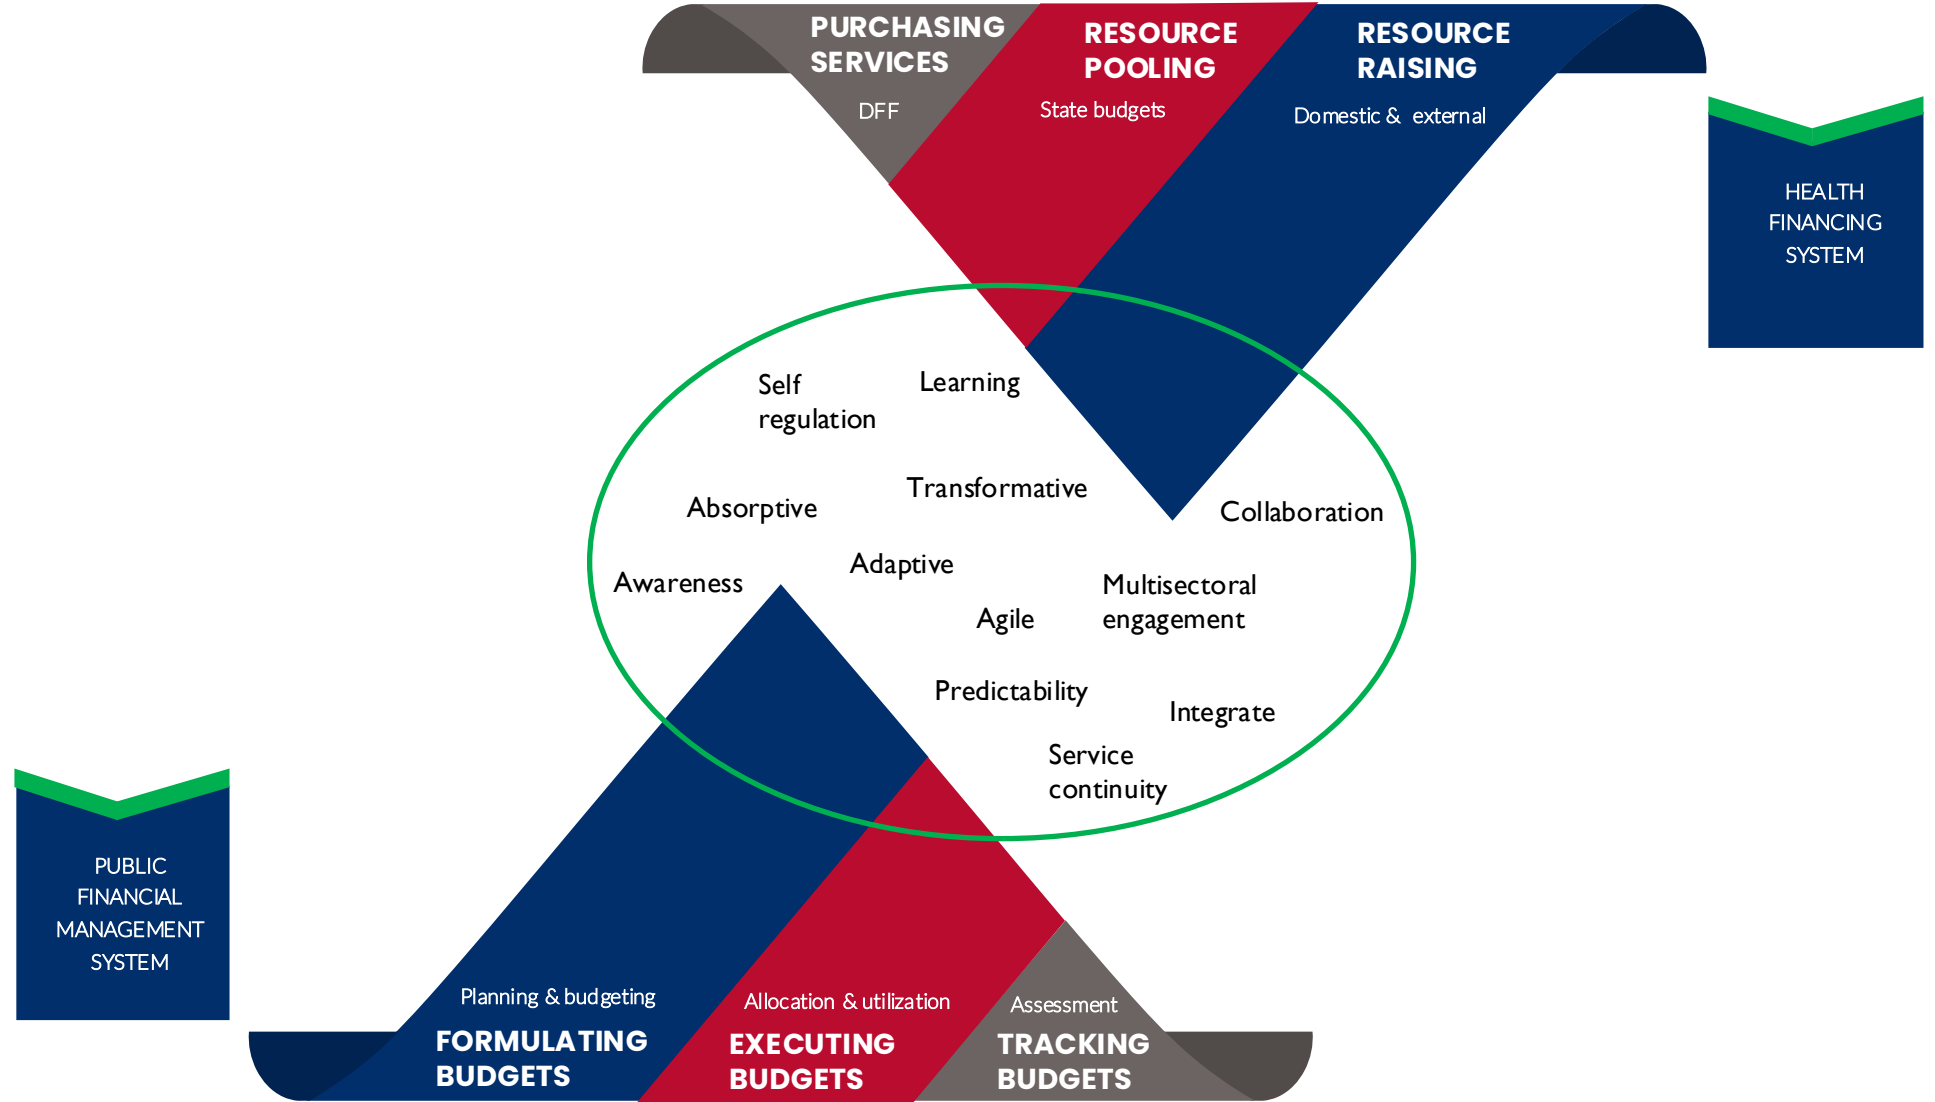 PURCHASING
SERVICES
DFF
RESOURCE
POOLING
State budgets
RESOURCE
RAISING
Domestic & external
HEALTH
FINANCING
SYSTEM
Self
regulation
Learning
Transformative
Absorptive
Collaboration
Adaptive
Awareness
Multisectoral
engagement
Agile
Predictability
Integrate
Service
continuity
PUBLIC
FINANCIAL
MANAGEMENT
SYSTEM
Planning & budgeting
FORMULATING
BUDGETS
Allocation & utilization
EXECUTING
BUDGETS
Assessment
TRACKING
BUDGETS